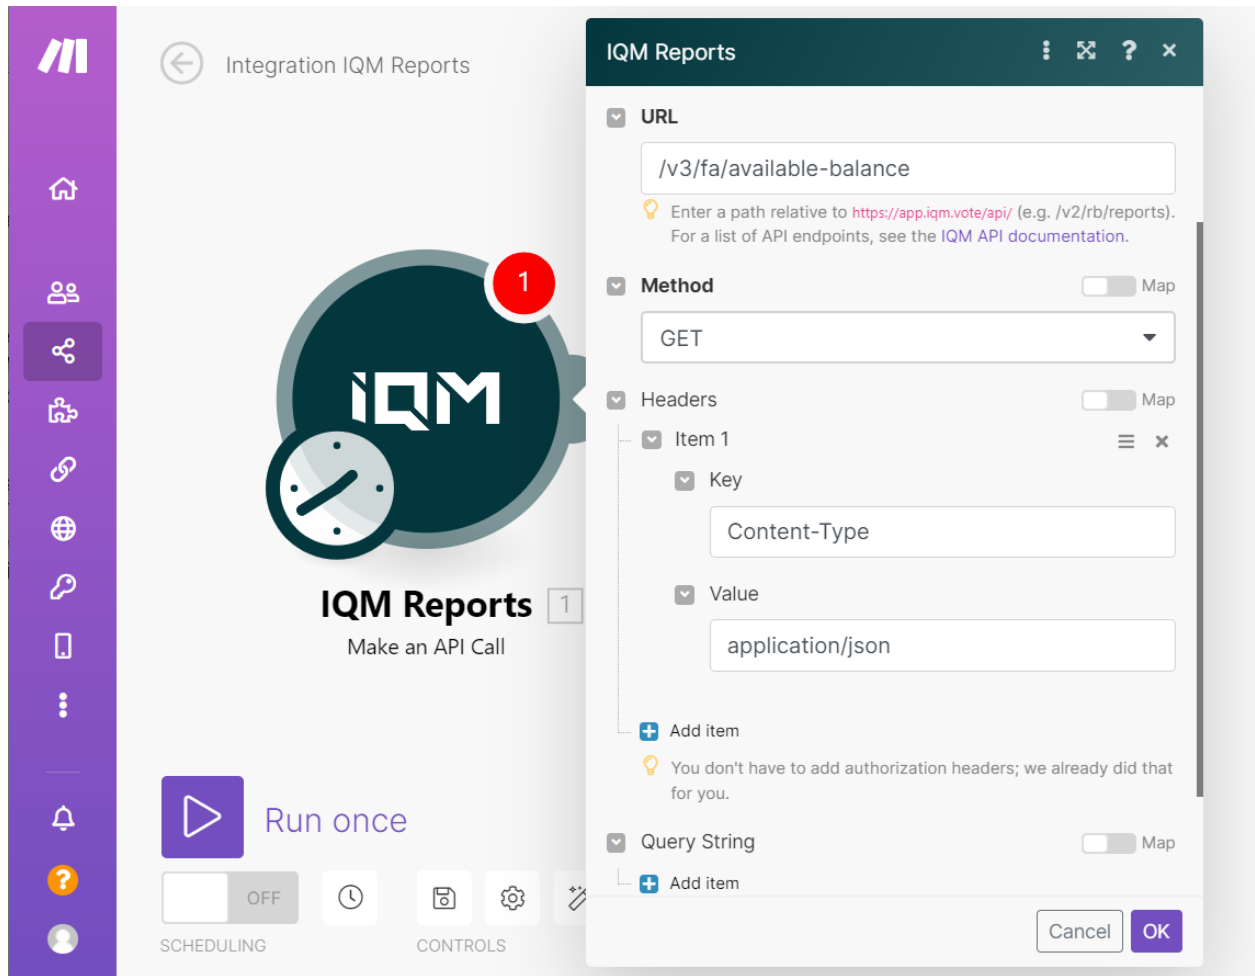 Integration IQM Reports
1
iQM
IQM Reports 1
Make an API Call
Run once
OFF
SCHEDULING
CONTROLS
IQM Reports
URL
/v3/fa/available-balance
Enter a path relative to https://app.iqm.vote/api/ (e.g. /v2/rb/reports).
For a list of API endpoints, see the IQM API documentation.
Method
Map
GET
Headers
Map
Item 1
Key
Content-Type
Value
application/json
Add item
You don't have to add authorization headers; we already did that
for you.
Query String
Map
Add item
Cancel
OK